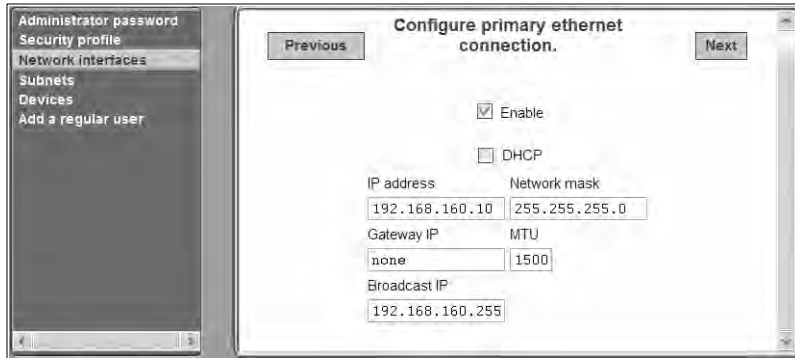 Administrator password
Security profile
Network interfaces
Subnets
Devices
Add a regular user
Previous
Configure primary ethernet
connection.
Next
Enable
DHCP
IP address Network mask
192.168.160.10 255.255.255.0
Gateway IP MTU
none 1500
Broadcast IP
192.168.160.255